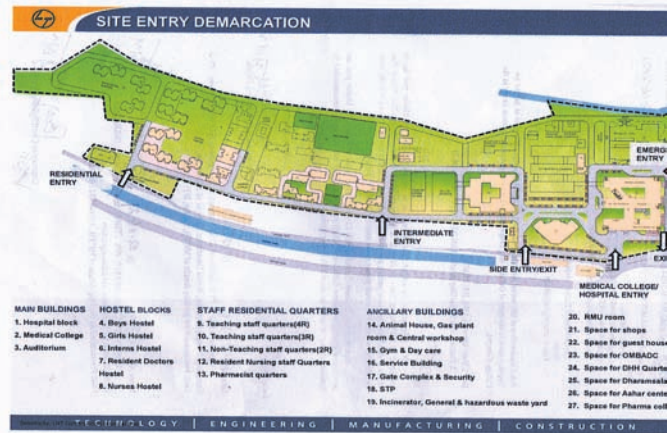 SITE ENTRY DEMARCATION
EMERG
ENTRY
RESIDENTIAL
ENTRY
INTERMEDIATE
ENTRY
SIDE ENTRY/EXIT
EXI
MEDICAL COLLEGE/
HOSPITAL ENTRY
MAIN BUILDINGS
1. Hospital block
2. Medical College
3. Auditorium
HOSTEL BLOCKS
4. Boys Hostel
5. Girls Hostel
6. Interns Hostel
7. Resident Doctors
Hostel
8. Nurses Hostel
STAFF RESIDENTIAL QUARTERS
9. Teaching staff quarters(4R)
10. Teaching staff quarters(3R)
11. Non-Teaching staff quarters(2R)
12. Resident Nursing staff Quarters
13. Pharmacist quarters
ANCILLARY BUILDINGS
14. Animal House, Gas plant
room & Central workshop
15. Gym & Day care
16. Service Building
17. Gate Complex & Security
18. STP
19. Incinerator, General & hazardous waste yard
20. RMU room
21. Space for shops
22. Space for guest house
23. Space for OMBADC
24. Space for DHH Quarte
25. Space for Dharamsala
26. Space for Aahar cente
27. Space for Pharma coll
TECHNOLOGY | ENGINEERING | MANUFACTURING | CONSTRUCTION